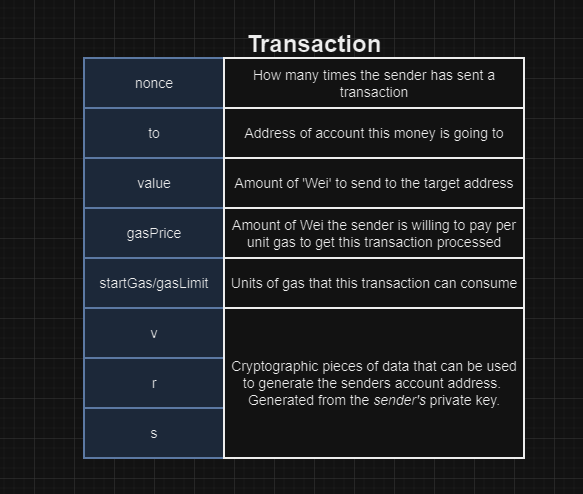 Transaction
nonce
How many times the sender has sent a
transaction
to
Address of account this money is going to
value
Amount of 'Wei' to send to the target address
gasPrice
Amount of Wei the sender is willing to pay per
unit gas to get this transaction processed
startGas/gasLimit
Units of gas that this transaction can consume
v
r
s
Cryptographic pieces of data that can be used
to generate the senders account address.
Generated from the sender's private key.